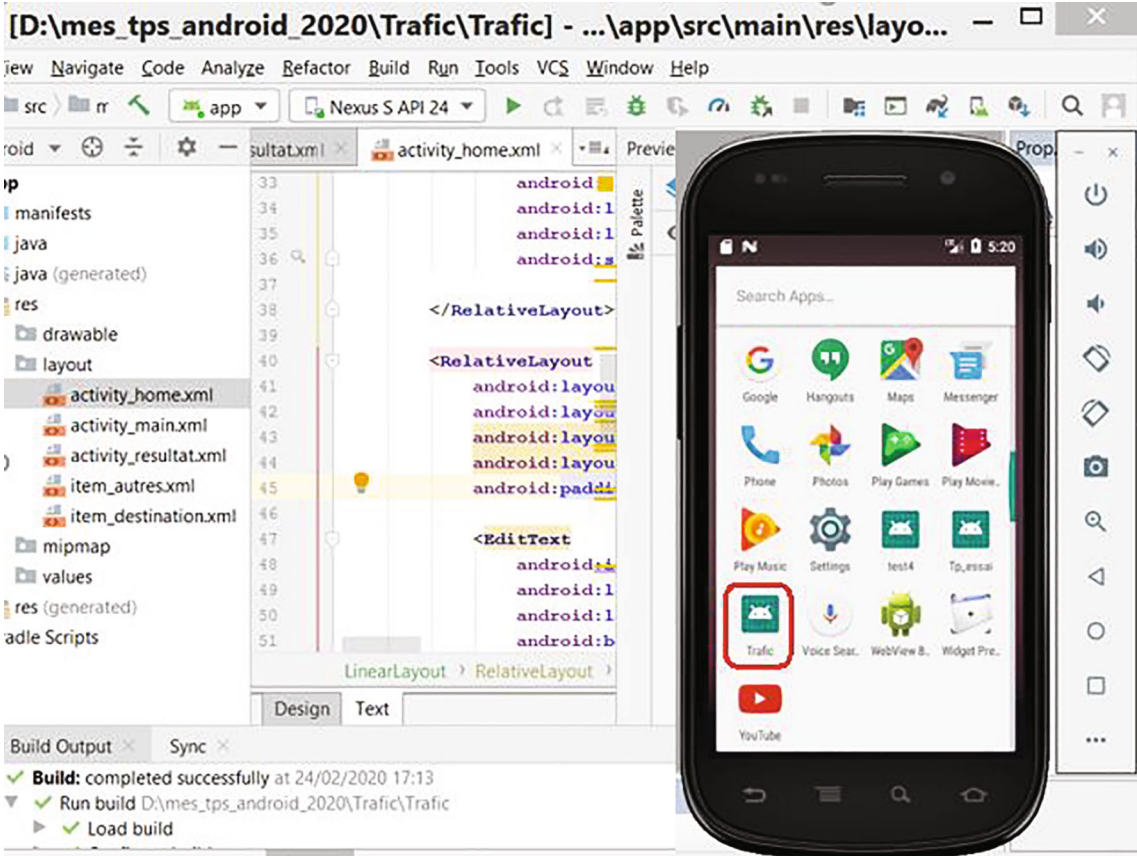 [D:\mes_tps_android_2020\Trafic\Trafic] - ...\app\src\main\res\layo...
iew Navigate Code Analyze Refactor Build Run Tools VCS Window Help
src app Nexus S API 24
roid sultat.xml activity_home.xml Previe Prop.
pp
manifests
java
java (generated)
res
drawable
layout
activity_home.xml
activity_main.xml
activity_resultat.xml
item_autres.xml
item_destination.xml
mipmap
values
res (generated)
adle Scripts
33 android:
34 android:l
35 android:l
36 android:s
37
38 </RelativeLayout>
39
40 <RelativeLayout
41 android:layou
42 android:layou
43 android:layou
44 android:layou
45 android:paddi
46
47 <EditText
48 android:i
49 android:l
50 android:l
51 android:b
LinearLayout RelativeLayout
Design Text
Palette
5:20
Search Apps...
Google Hangouts Maps Messenger
Phone Photos Play Games Play Movie..
Play Music Settings test4 Tp_essai
Trafic Voice Sear.. WebView B.. Widget Pre..
YouTube
Build Output Sync
Build: completed successfully at 24/02/2020 17:13
Run build D:\mes_tps_android_2020\Trafic\Trafic
Load build